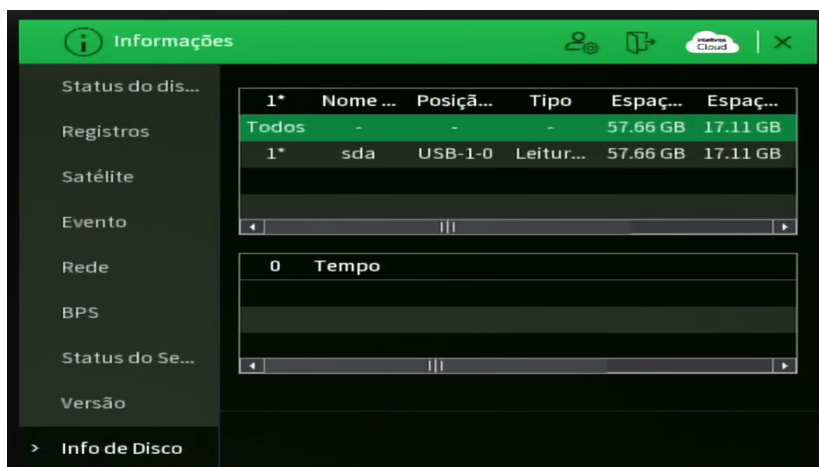 Informações
intelbras Cloud
Status do dis...
Registros
Satélite
Evento
Rede
BPS
Status do Se...
Versão
> Info de Disco
1* Nome ... Posiçã... Tipo Espaç... Espaç...
Todos - - - 57.66 GB 17.11 GB
1* sda USB-1-0 Leitur... 57.66 GB 17.11 GB
0 Tempo